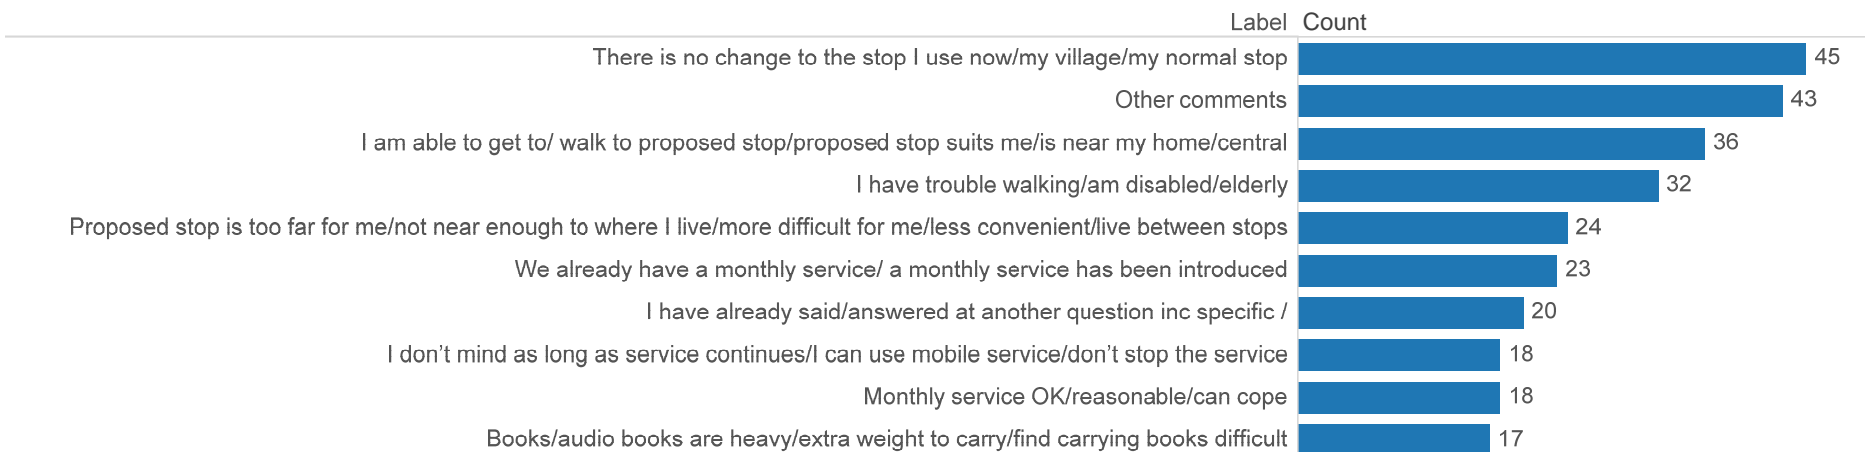 Label Count
There is no change to the stop I use now/my village/my normal stop 45
Other comments 43
I am able to get to/ walk to proposed stop/proposed stop suits me/is near my home/central 36
I have trouble walking/am disabled/elderly 32
Proposed stop is too far for me/not near enough to where I live/more difficult for me/less convenient/live between stops 24
We already have a monthly service/ a monthly service has been introduced 23
I have already said/answered at another question inc specific / 20
I don’t mind as long as service continues/I can use mobile service/don’t stop the service 18
Monthly service OK/reasonable/can cope 18
Books/audio books are heavy/extra weight to carry/find carrying books difficult 17